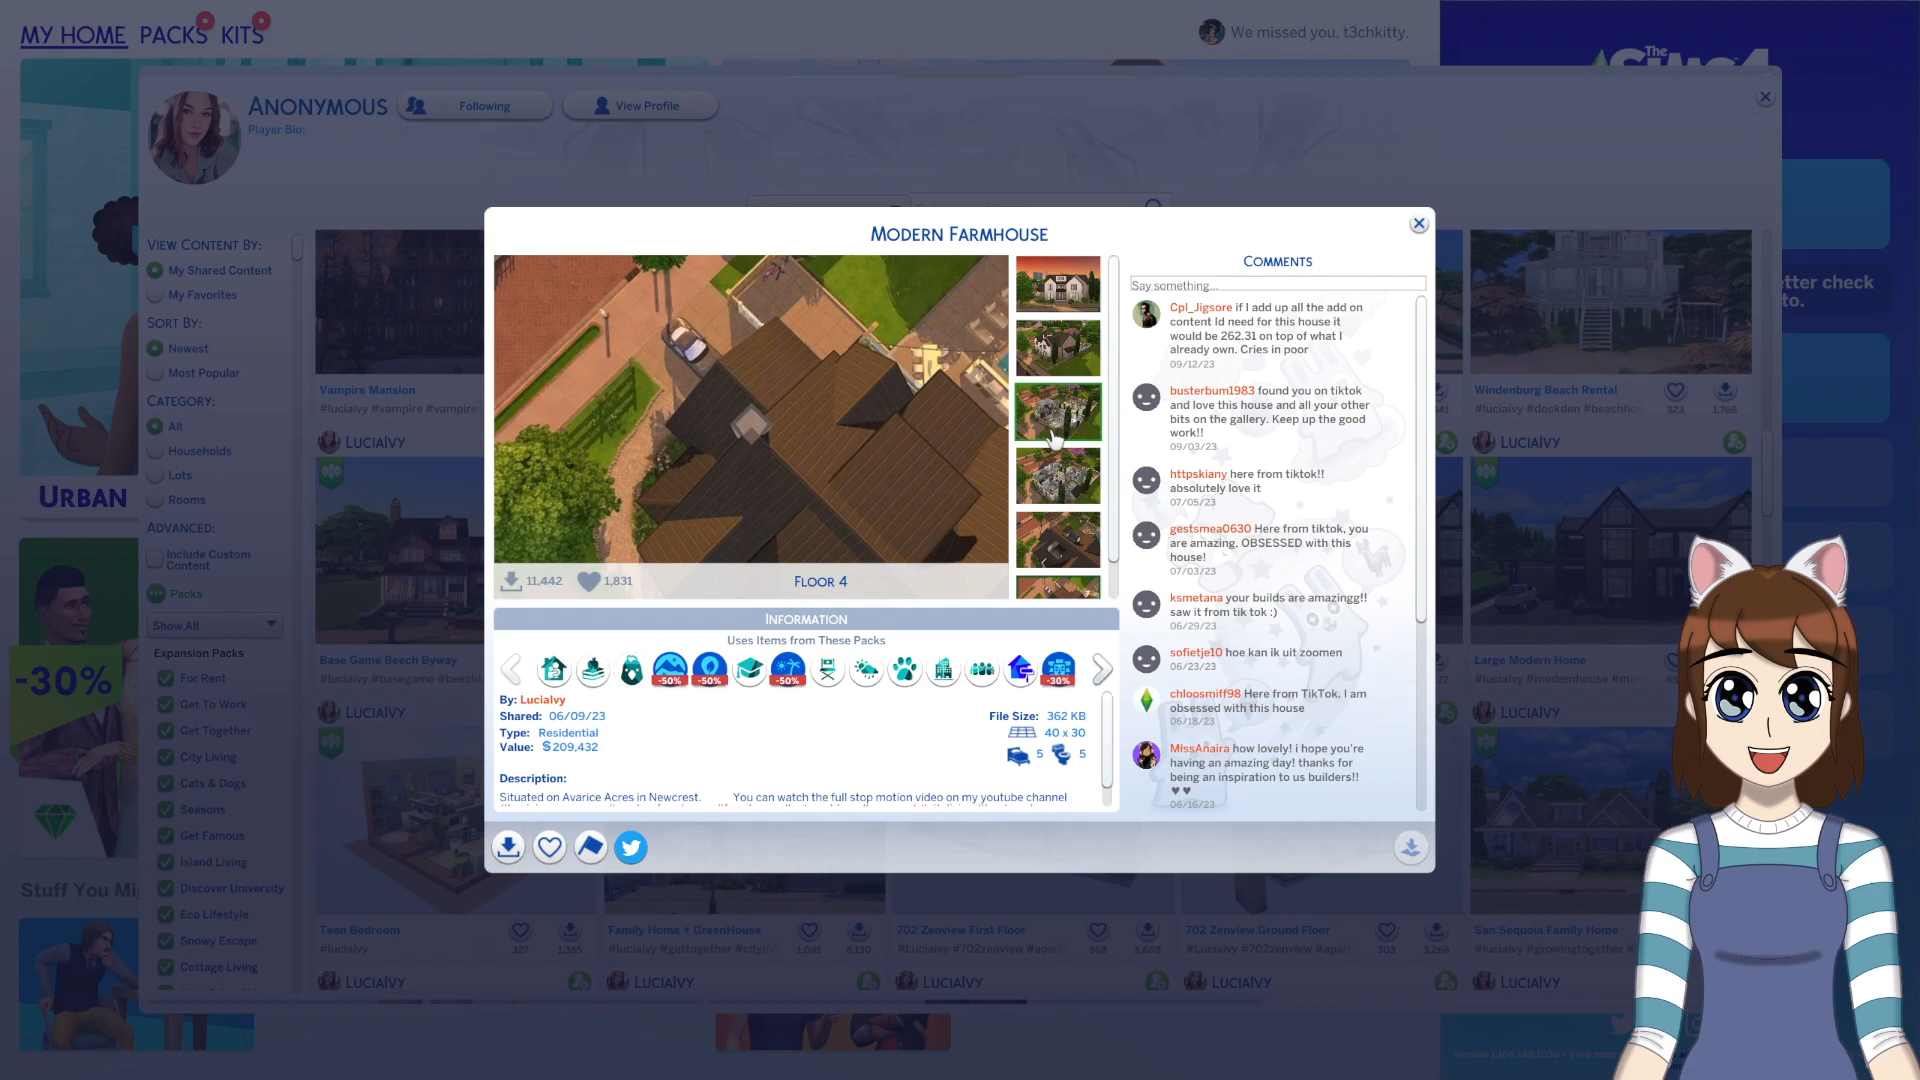 MY HOME PACKS KITS
We missed you, t3chkitty.
The
Sims 4
Anonymous
Following
View Profile
Player Bio:
View Content By:
My Shared Content
My Favorites
Sort By:
Newest
Most Popular
Category:
All
Households
Lots
Rooms
Advanced:
Include Custom
Content
Packs
Show All
Expansion Packs
For Rent
Get To Work
Get Together
City Living
Cats & Dogs
Seasons
Get Famous
Island Living
Discover University
Eco Lifestyle
Snowy Escape
Cottage Living
Urban
-30%
Stuff You Mi
Modern Farmhouse
11,442
1,831
Floor 4
Information
Uses Items from These Packs
-50%
-50%
-50%
-30%
By: Lucialvy
Shared: 06/09/23
Type: Residential
Value: §209,432
File Size: 362 KB
40 x 30
5
5
Description:
Situated on Avarice Acres in Newcrest. You can watch the full stop motion video on my youtube channel
Comments
Say something...
Cpl_Jigsore if I add up all the add on
content Id need for this house it
would be 262.31 on top of what I
already own. Cries in poor
09/12/23
busterbum1983 found you on tiktok
and love this house and all your other
bits on the gallery. Keep up the good
work!!
09/03/23
httpskiany here from tiktok!!
absolutely love it
07/05/23
gestsmea0630 Here from tiktok, you
are amazing, OBSESSED with this
house!
07/03/23
ksmetana your builds are amazingg!!
saw it from tik tok :)
06/29/23
sofietje10 hoe kan ik uit zoomen
06/23/23
chloosmiff98 Here from TikTok. I am
obsessed with this house
06/18/23
MissAnaira how lovely! i hope you're
having an amazing day! thanks for
being an inspiration to us builders!!
♥♥
06/16/23
Vampire Mansion
#luciaivy #vampire #vampire
Lucialvy
Base Game Beech Byway
#luciaivy #basegame #beechl
Lucialvy
Teen Bedroom
#luciaivy
327
1,385
Lucialvy
Family Home + GreenHouse
#luciaivy #gettogether #cityli
1,081
6,130
Lucialvy
702 Zenview First Floor
#Luciaivy #702zenview #apar
368
3,608
Lucialvy
702 Zenview Ground Floor
#Luciaivy #702zenview #apar
303
3,268
Lucialvy
Windenburg Beach Rental
#luciaivy #dockden #beachho
323
1,766
Lucialvy
Large Modern Home
#luciaivy #modernhouse #mo
Lucialvy
San Sequoia Family Home
#luciaivy #growingtogether
Lucialvy
etter check
to.